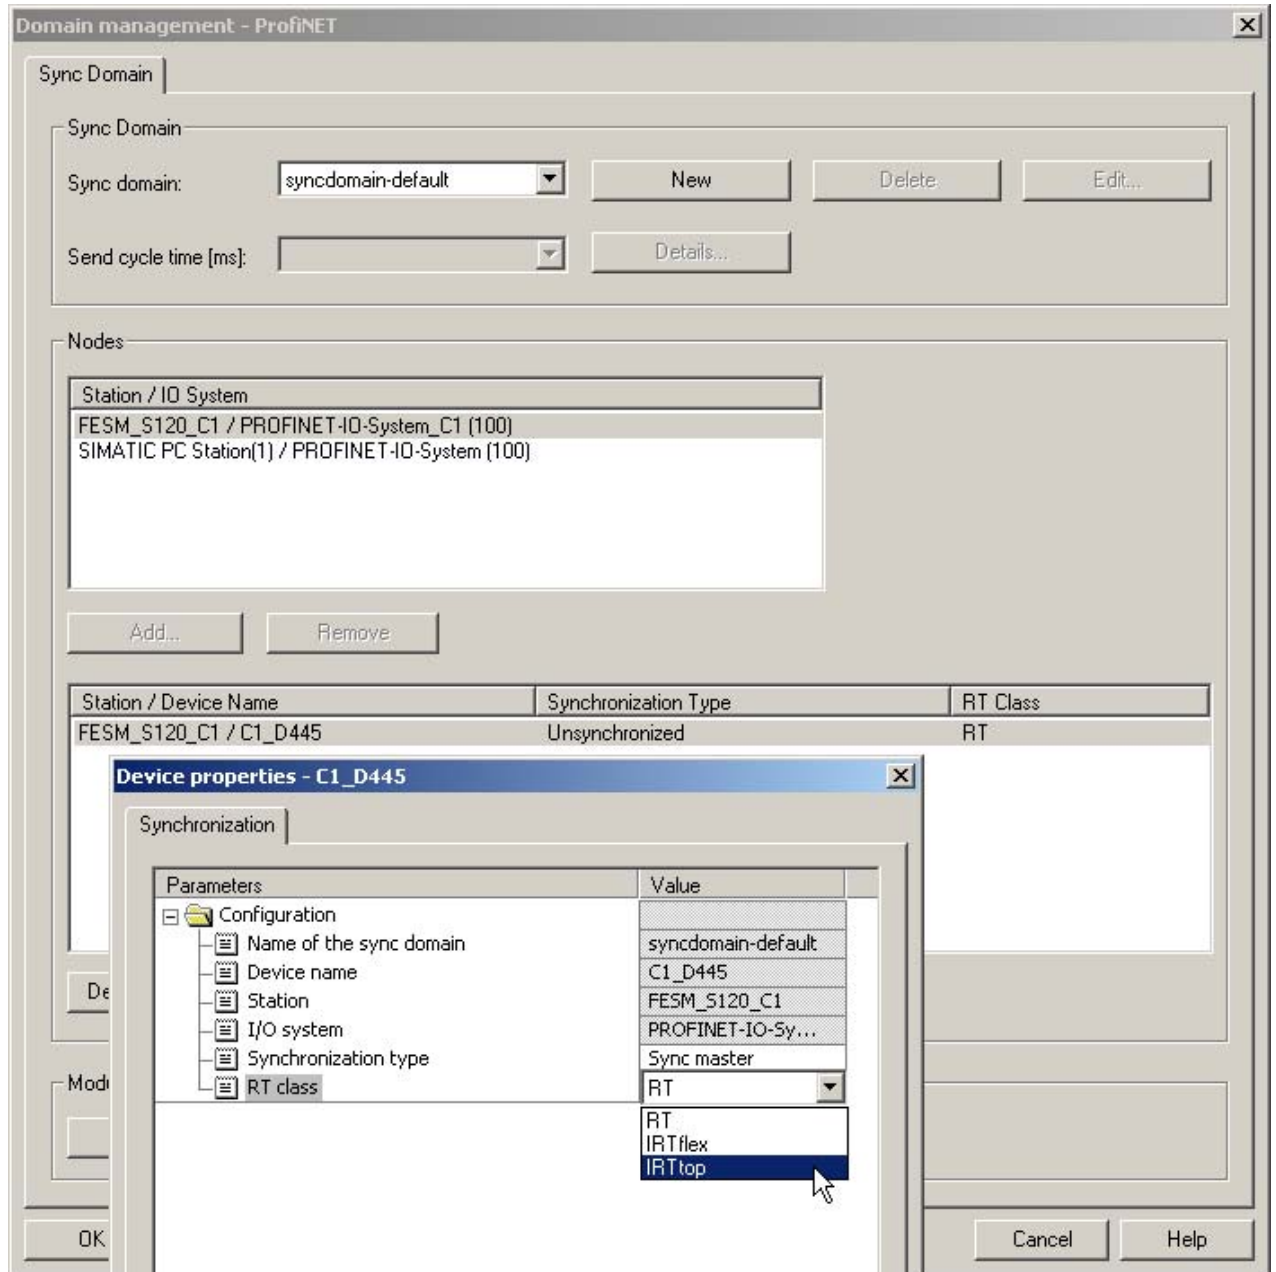 Domain management - ProfiNET
Sync Domain
Sync Domain
Sync domain: syncdomain-default New Delete Edit...
Send cycle time [ms]: Details...
Nodes
Station / IO System
FESM_S120_C1 / PROFINET-IO-System_C1 (100)
SIMATIC PC Station(1) / PROFINET-IO-System (100)
Add... Remove
Station / Device Name Synchronization Type RT Class
FESM_S120_C1 / C1_D445 Unsynchronized RT
Device properties - C1_D445
Synchronization
Parameters Value
Configuration
Name of the sync domain syncdomain-default
Device name C1_D445
De
Station FESM_S120_C1
I/O system PROFINET-IO-Sy...
Synchronization type Sync master
Modu
RT class RT
RT
IRTflex
IRTtop
OK Cancel Help